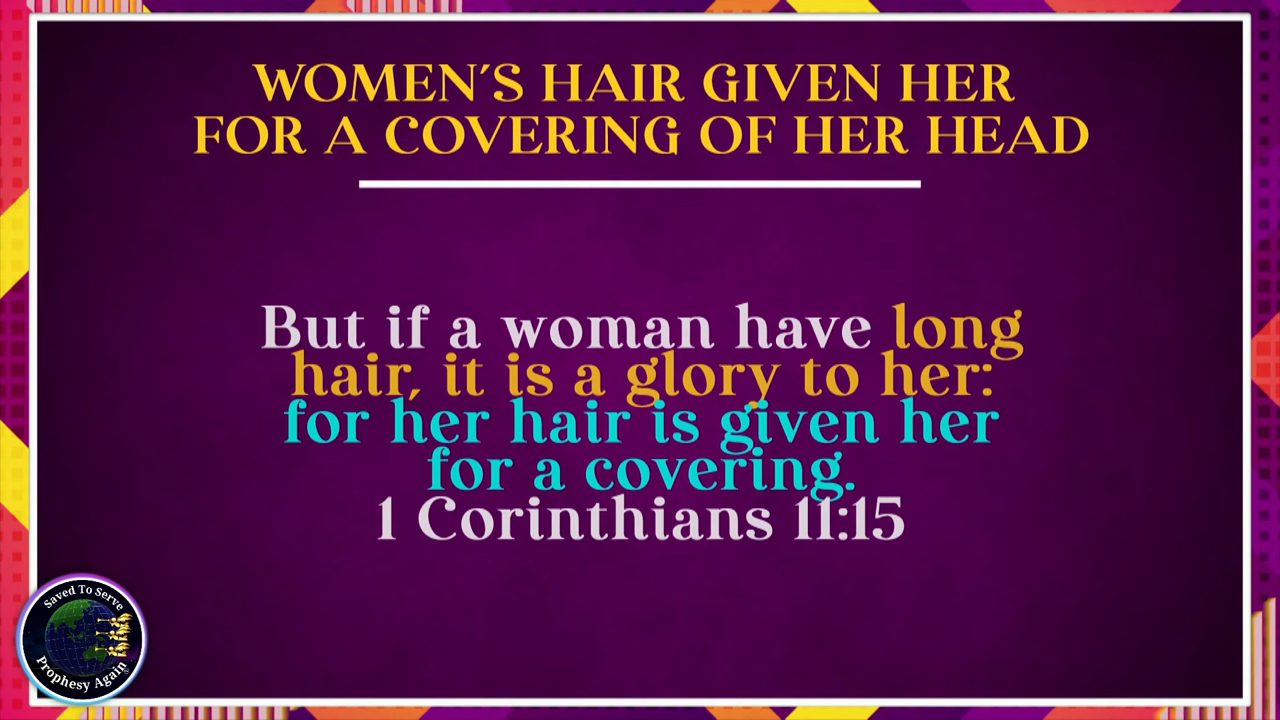 WOMEN'S HAIR GIVEN HER
FOR A COVERING OF HER HEAD
But if a woman have long
hair, it is a glory to her:
for her hair is given her
for a covering.
1 Corinthians 11:15
Saved To Serve
Prophesy Again